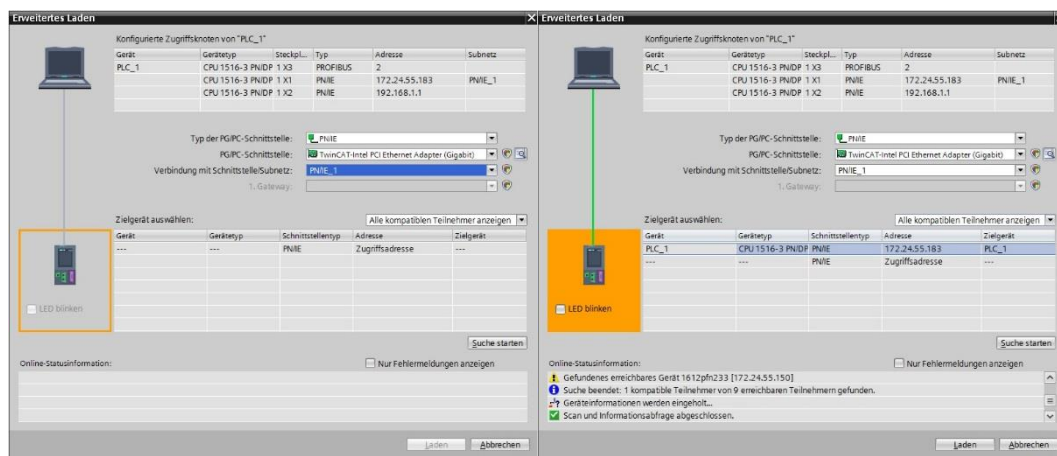 Erweitertes Laden
Konfigurierte Zugriffsknoten von "PLC_1"
Gerät Gerätetyp Steckpl... Typ Adresse Subnetz
PLC_1 CPU 1516-3 PN/DP 1 X3 PROFIBUS 2
CPU 1516-3 PN/DP 1 X1 PN/IE 172.24.55.183 PN/IE_1
CPU 1516-3 PN/DP 1 X2 PN/IE 192.168.1.1
Typ der PG/PC-Schnittstelle: PN/IE
PG/PC-Schnittstelle: TwinCAT-Intel PCI Ethernet Adapter (Gigabit)
Verbindung mit Schnittstelle/Subnetz: PN/IE_1
1. Gateway:
Zielgerät auswählen: Alle kompatiblen Teilnehmer anzeigen
Gerät Gerätetyp Schnittstellentyp Adresse Zielgerät
--- --- PN/IE Zugriffsadresse ---
LED blinken
Suche starten
Online-Statusinformation: Nur Fehlermeldungen anzeigen
Laden Abbrechen
Erweitertes Laden
Konfigurierte Zugriffsknoten von "PLC_1"
Gerät Gerätetyp Steckpl... Typ Adresse Subnetz
PLC_1 CPU 1516-3 PN/DP 1 X3 PROFIBUS 2
CPU 1516-3 PN/DP 1 X1 PN/IE 172.24.55.183 PN/IE_1
CPU 1516-3 PN/DP 1 X2 PN/IE 192.168.1.1
Typ der PG/PC-Schnittstelle: PN/IE
PG/PC-Schnittstelle: TwinCAT-Intel PCI Ethernet Adapter (Gigabit)
Verbindung mit Schnittstelle/Subnetz: PN/IE_1
1. Gateway:
Zielgerät auswählen: Alle kompatiblen Teilnehmer anzeigen
Gerät Gerätetyp Schnittstellentyp Adresse Zielgerät
PLC_1 CPU 1516-3 PN/DP PN/IE 172.24.55.183 PLC_1
--- --- PN/IE Zugriffsadresse ---
LED blinken
Suche starten
Online-Statusinformation: Nur Fehlermeldungen anzeigen
Gefundenes erreichbares Gerät 1612pfn233 [172.24.55.150]
Suche beendet: 1 kompatible Teilnehmer von 9 erreichbaren Teilnehmern gefunden.
Geräteinformationen werden eingeholt...
Scan und Informationsabfrage abgeschlossen.
Laden Abbrechen